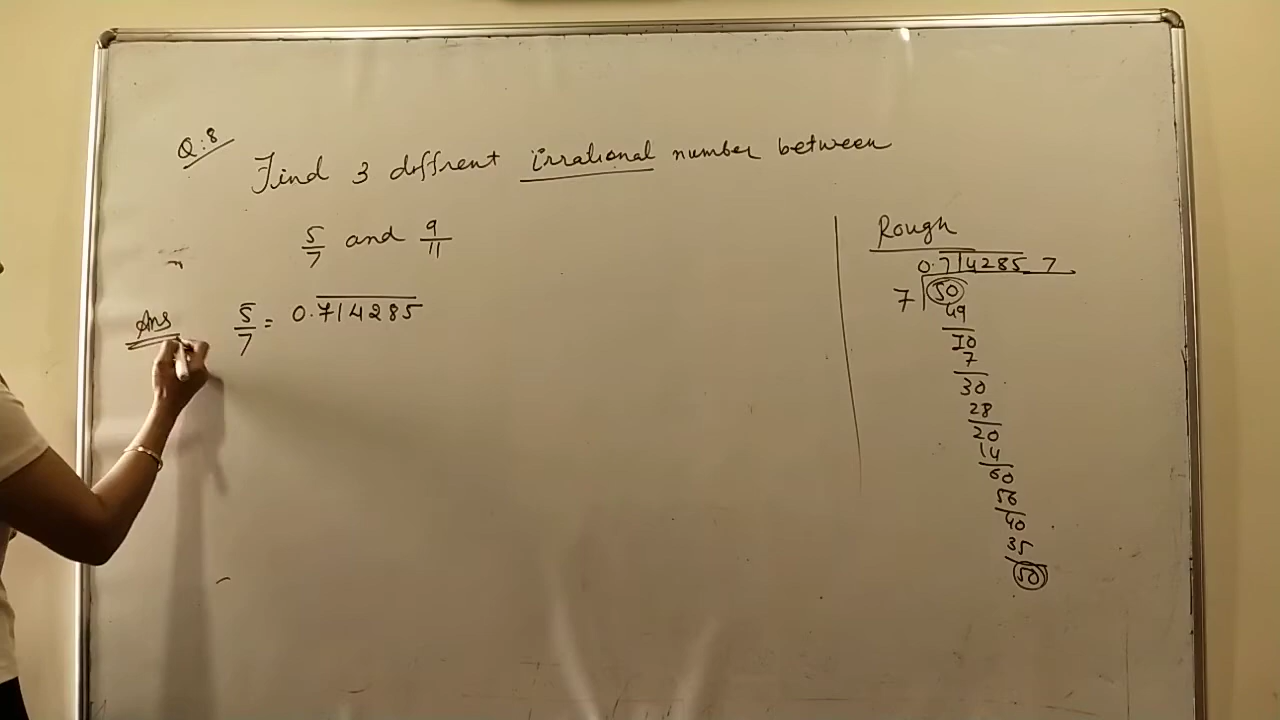 Q:8
Find 3 diffrent irrational number between
5/7 and 9/11
Ans
5/7 = 0.714285
Rough
0.714285 7
7 50
49
10
7
30
28
20
14
60
56
40
35
50